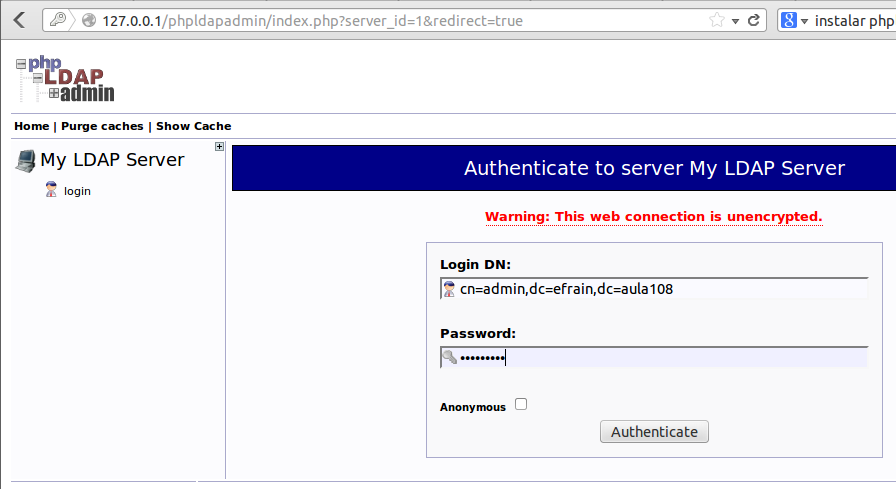 127.0.0.1/phpldapadmin/index.php?server_id=1&redirect=true
instalar php
php
LDAP
admin
Home | Purge caches | Show Cache
My LDAP Server
login
Authenticate to server My LDAP Server
Warning: This web connection is unencrypted.
Login DN:
cn=admin,dc=efrain,dc=aula108
Password:
•••••••••
Anonymous
Authenticate